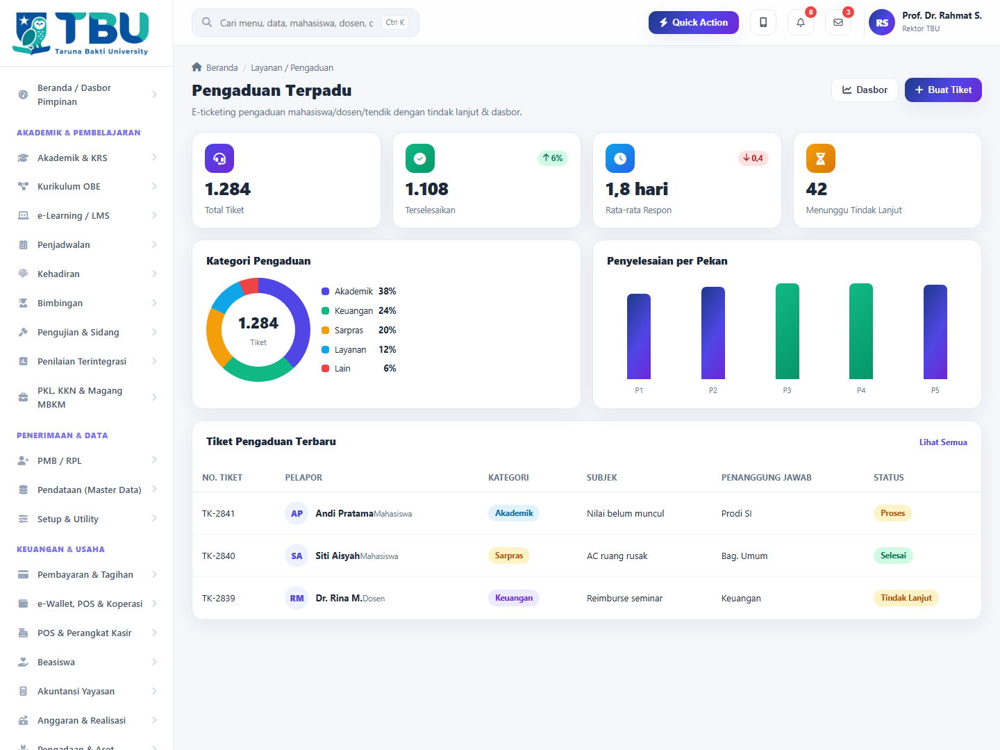 TBU
Taruna Bakti University
Cari menu, data, mahasiswa, dosen, c
Ctrl K
Quick Action
8
3
RS
Prof. Dr. Rahmat S.
Rektor TBU
Beranda / Dasbor
Pimpinan
AKADEMIK & PEMBELAJARAN
Akademik & KRS
Kurikulum OBE
e-Learning / LMS
Penjadwalan
Kehadiran
Bimbingan
Pengujian & Sidang
Penilaian Terintegrasi
PKL, KKN & Magang
MBKM
PENERIMAAN & DATA
PMB / RPL
Pendataan (Master Data)
Setup & Utility
KEUANGAN & USAHA
Pembayaran & Tagihan
e-Wallet, POS & Koperasi
POS & Perangkat Kasir
Beasiswa
Akuntansi Yayasan
Anggaran & Realisasi
Pengadaan & Aset
Beranda / Layanan / Pengaduan
Pengaduan Terpadu
E-ticketing pengaduan mahasiswa/dosen/tendik dengan tindak lanjut & dasbor.
Dasbor
Buat Tiket
1.284
Total Tiket
6%
1.108
Terselesaikan
0,4
1,8 hari
Rata-rata Respon
42
Menunggu Tindak Lanjut
Kategori Pengaduan
1.284
Tiket
Akademik 38%
Keuangan 24%
Sarpras 20%
Layanan 12%
Lain 6%
Penyelesaian per Pekan
P1 P2 P3 P4 P5
Tiket Pengaduan Terbaru
Lihat Semua
NO. TIKET PELAPOR KATEGORI SUBJEK PENANGGUNG JAWAB STATUS
TK-2841 AP Andi PratamaMahasiswa Akademik Nilai belum muncul Prodi SI Proses
TK-2840 SA Siti AisyahMahasiswa Sarpras AC ruang rusak Bag. Umum Selesai
TK-2839 RM Dr. Rina M.Dosen Keuangan Reimburse seminar Keuangan Tindak Lanjut